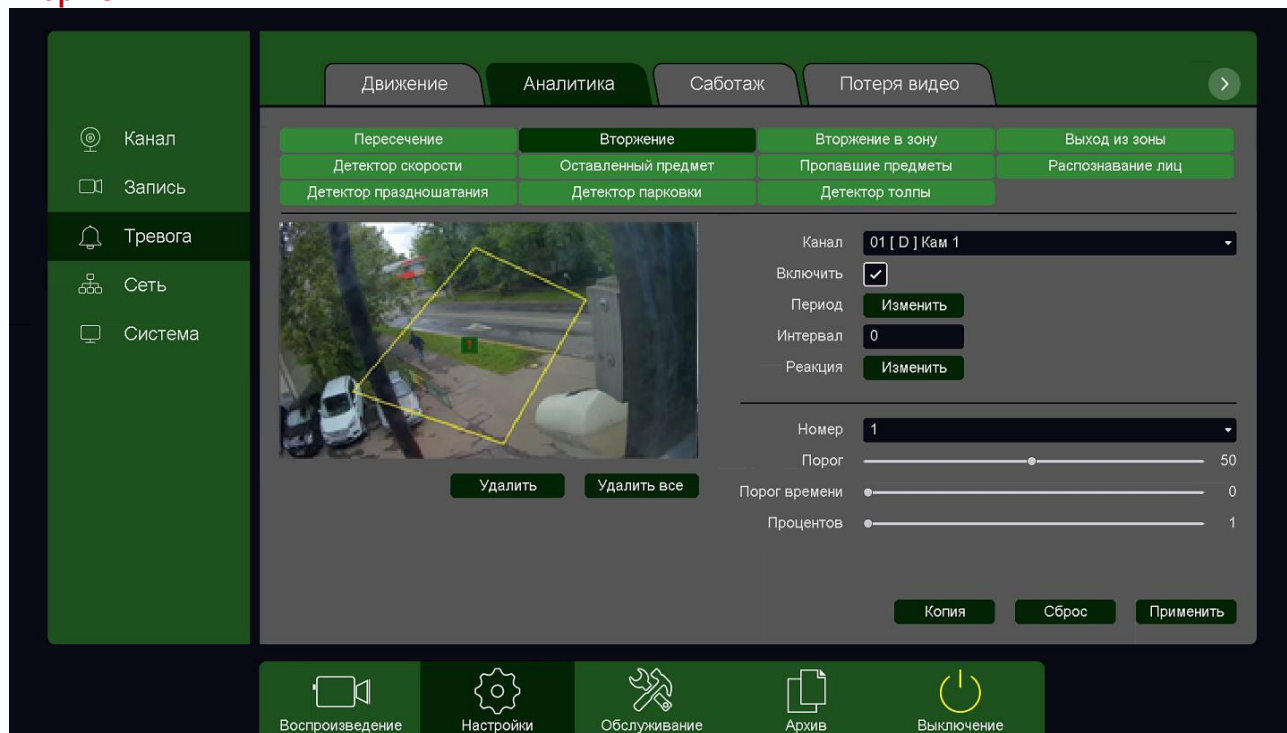 Движение Аналитика Саботаж Потеря видео
Канал
Запись
Тревога
Сеть
Система
Пересечение Вторжение Вторжение в зону Выход из зоны
Детектор скорости Оставленный предмет Пропавшие предметы Распознавание лиц
Детектор праздношатания Детектор парковки Детектор толпы
1
Удалить Удалить все
Канал 01 [ D ] Кам 1
Включить
Период Изменить
Интервал 0
Реакция Изменить
Номер 1
Порог 50
Порог времени 0
Процентов 1
Копия Сброс Применить
Воспроизведение Настройки Обслуживание Архив Выключение